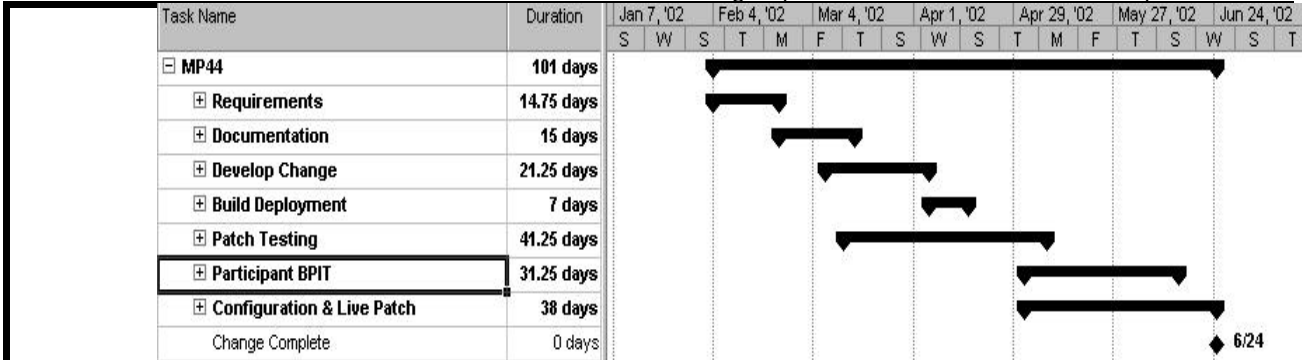 Task Name Duration Jan 7, '02 Feb 4, '02 Mar 4, '02 Apr 1, '02 Apr 29, '02 May 27, '02 Jun 24, '02
S W S T M F T S W S T M F T S W S T
MP44 101 days
Requirements 14.75 days
Documentation 15 days
Develop Change 21.25 days
Build Deployment 7 days
Patch Testing 41.25 days
Participant BPIT 31.25 days
Configuration & Live Patch 38 days
Change Complete 0 days 6/24